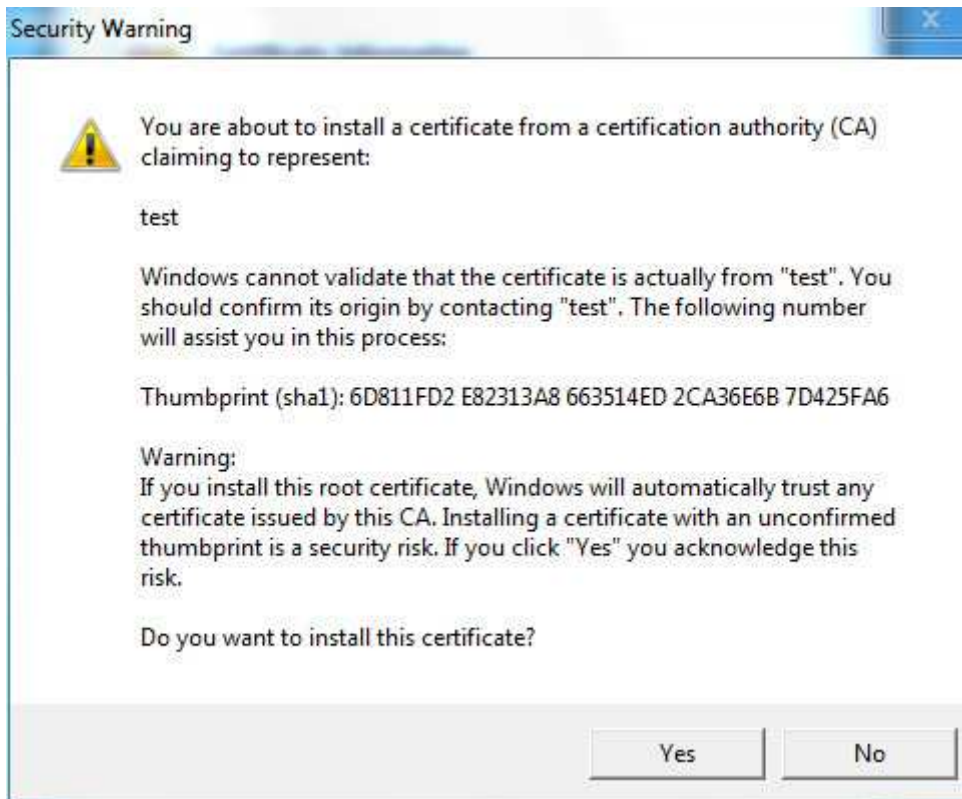 Security Warning
You are about to install a certificate from a certification authority (CA)
claiming to represent:
test
Windows cannot validate that the certificate is actually from "test". You
should confirm its origin by contacting "test". The following number
will assist you in this process:
Thumbprint (sha1): 6D811FD2 E82313A8 663514ED 2CA36E6B 7D425FA6
Warning:
If you install this root certificate, Windows will automatically trust any
certificate issued by this CA. Installing a certificate with an unconfirmed
thumbprint is a security risk. If you click "Yes" you acknowledge this
risk.
Do you want to install this certificate?
Yes No